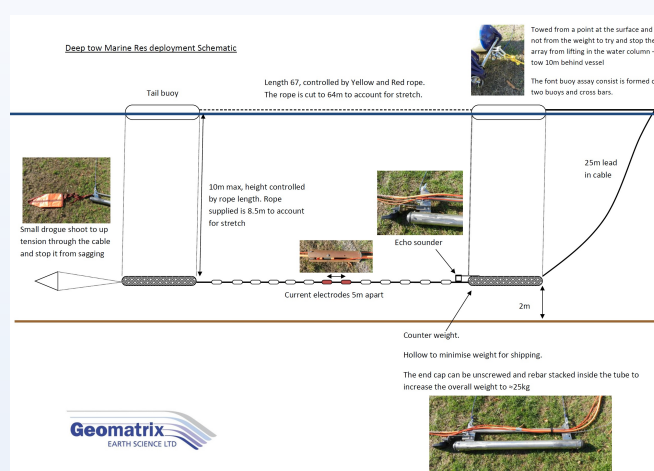 Deep tow Marine Res deployment Schematic
Towed from a point at the surface and
not from the weight to try and stop the
array from lifting in the water column –
tow 10m behind vessel
The font buoy assay consist is formed o
two buoys and cross bars.
Length 67, controlled by Yellow and Red rope.
The rope is cut to 64m to account for stretch.
Tail buoy
25m lead
in cable
10m max, height controlled
by rope length. Rope
supplied is 8.5m to account
for stretch
Small drogue shoot to up
tension through the cable
and stop it from sagging
Echo sounder
Current electrodes 5m apart
2m
Counter weight.
Hollow to minimise weight for shipping.
The end cap can be unscrewed and rebar stacked inside the tube to
increase the overall weight to ≈25kg
Geomatrix
EARTH SCIENCE LTD